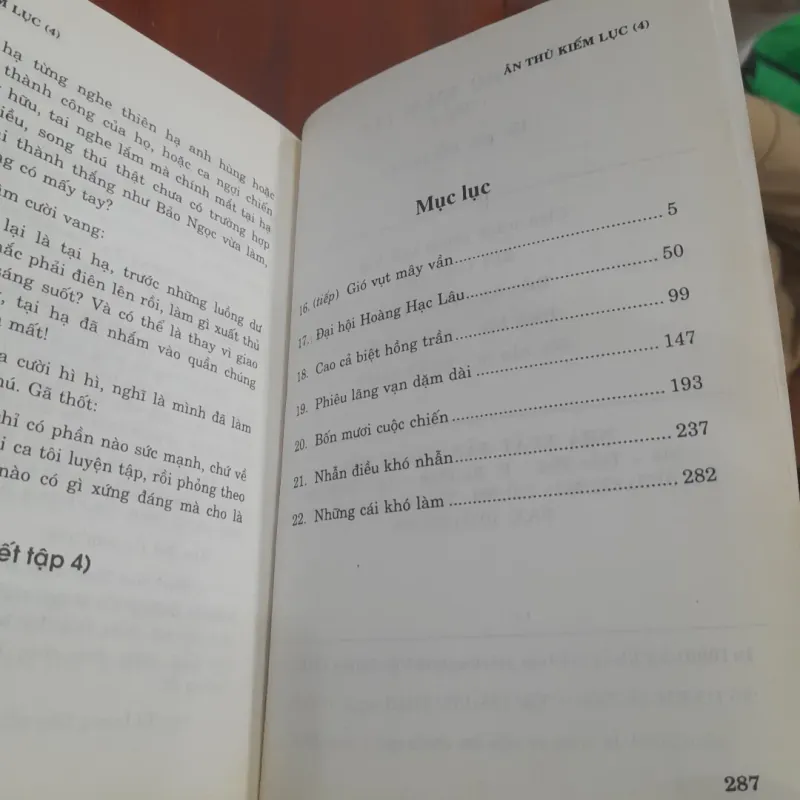 M LỤC (4)
hạ từng nghe thiên hạ anh hùng hoặc
thành công của họ, hoặc ca ngợi chiến
hữu, tai nghe lắm mà chính mắt tại hạ
iều, song thú thật chưa có trường hợp
i thành thắng như Bảo Ngọc vừa làm,
ng có mấy tay?
ầm cười vang:
lại là tại hạ, trước những luồng dư
hắc phải điên lên rồi, làm gì xuất thủ
sáng suốt? Và có thể là thay vì giao
, tại hạ đã nhấm vào quần chúng
mất!
a cười hì hì, nghĩ là mình đã làm
hú. Gã thốt:
chỉ có phần nào sức mạnh, chứ về
i ca tôi luyện tập, rồi phỏng theo
nào có gì xứng đáng mà cho là
ết tập 4)
ÂN THÙ KIẾM LỤC (4)
Mục lục
16. (tiếp) Gió vụt mây vần 5
17. Đại hội Hoàng Hạc Lâu 50
18. Cao cả biệt hồng trần 99
19. Phiêu lãng vạn dặm dài 147
20. Bốn mươi cuộc chiến 193
21. Nhẫn điều khó nhẫn 237
22. Những cái khó làm 282
287